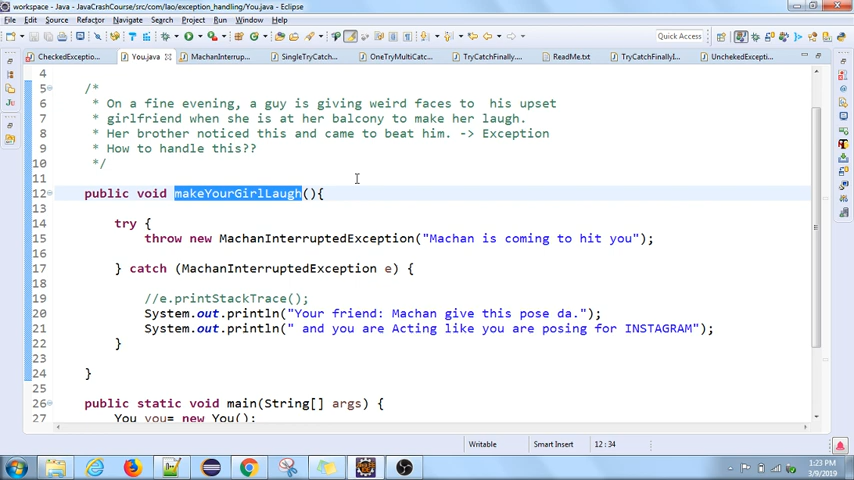 workspace - Java - JavaCrashCourse/src/com/lao/exception_handling/You.java - Eclipse
File Edit Source Refactor Navigate Search Project Run Window Help
Quick Access
CheckedExceptio... You.java MachanInterrup... SingleTryCatch... OneTryMultiCatc... TryCatchFinally.... ReadMe.txt TryCatchFinallyI... UnchekedExcepti...
4
5 /*
6 * On a fine evening, a guy is giving weird faces to his upset
7 * girlfriend when she is at her balcony to make her laugh.
8 * Her brother noticed this and came to beat him. -> Exception
9 * How to handle this??
10 */
11
12 public void makeYourGirlLaugh(){
13
14 try {
15 throw new MachanInterruptedException("Machan is coming to hit you");
16
17 } catch (MachanInterruptedException e) {
18
19 //e.printStackTrace();
20 System.out.println("Your friend: Machan give this pose da.");
21 System.out.println(" and you are Acting like you are posing for INSTAGRAM");
22 }
23
24 }
25
26 public static void main(String[] args) {
27 You you= new You();
Writable Smart Insert 12 : 34
1:23 PM
3/9/2019